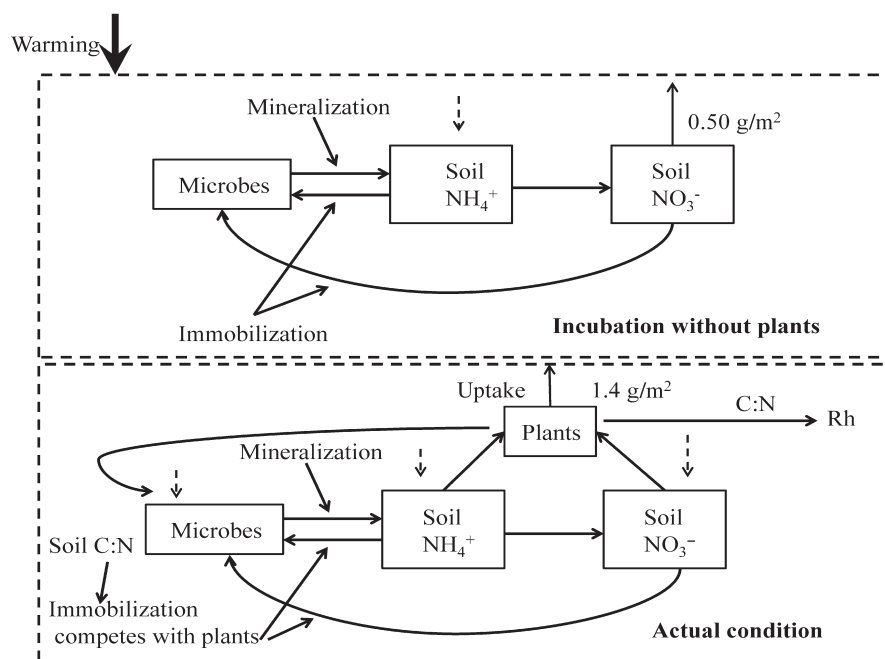 Warming
Mineralization
0.50 g/m²
Microbes
Soil
NH₄⁺
Soil
NO₃⁻
Immobilization
Incubation without plants
Uptake
1.4 g/m²
C:N
Rh
Plants
Mineralization
Microbes
Soil
NH₄⁺
Soil
NO₃⁻
Soil C:N
Immobilization
competes with plants
Actual condition